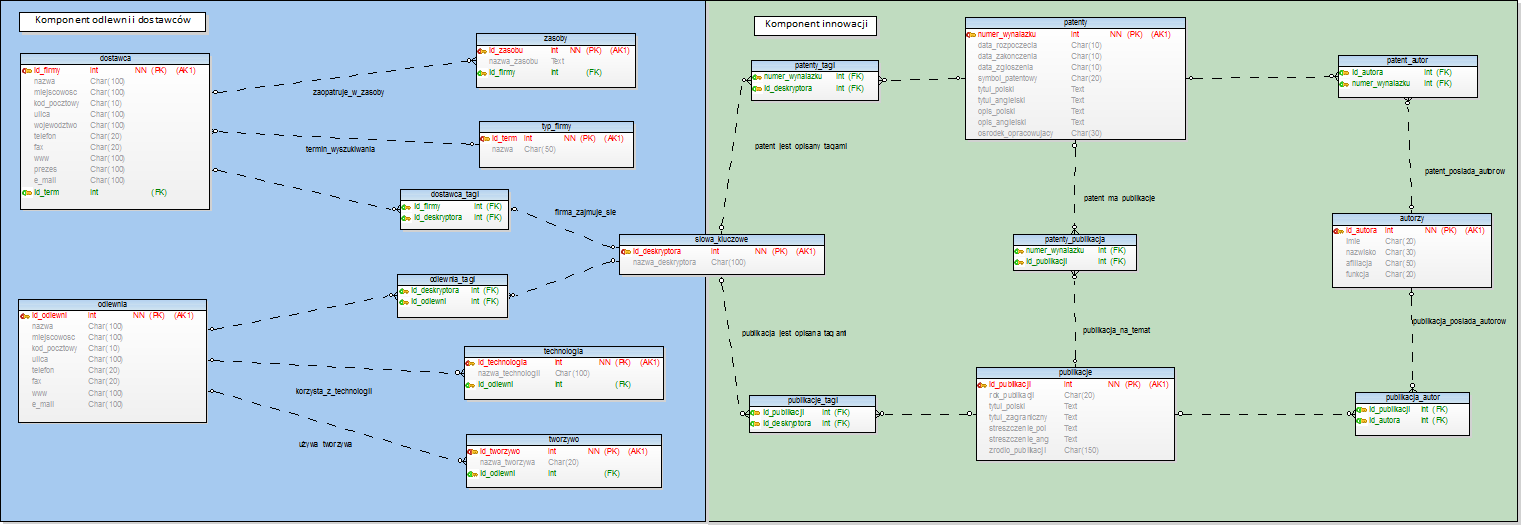 Komponent odlewni i dostawców
dostawca
id_firmy Int NN (PK) (AK1)
nazwa Char(100)
miejscowosc Char(100)
kod_pocztowy Char(10)
ulica Char(100)
wojewodztwo Char(100)
telefon Char(20)
fax Char(20)
www Char(100)
prezes Char(100)
e_mail Char(100)
id_term Int (FK)
zaopatruje_w_zasoby
termin_wyszukiwania
zasoby
id_zasobu Int NN (PK) (AK1)
nazwa_zasobu Text
id_firmy Int (FK)
typ_firmy
id_term Int NN (PK) (AK1)
nazwa Char(50)
dostawca_tagi
id_firmy Int (FK)
id_deskryptora Int (FK)
firma_zajmuje_sie
slowa_kluczowe
id_deskryptora Int NN (PK) (AK1)
nazwa_deskryptora Char(100)
odlewnia_tagi
id_deskryptora Int (FK)
id_odlewni Int (FK)
odlewnia
id_odlewni Int NN (PK) (AK1)
nazwa Char(100)
miejscowosc Char(100)
kod_pocztowy Char(10)
ulica Char(100)
telefon Char(20)
fax Char(20)
www Char(100)
e_mail Char(100)
korzysta_z_technologii
używa tworzywa
technologia
id_technologia Int NN (PK) (AK1)
nazwa_technologii Char(100)
id_odlewni Int (FK)
tworzywo
id_tworzywo Int NN (PK) (AK1)
nazwa_tworzywa Char(20)
id_odlewni Int (FK)
Komponent innowacji
patenty_tagi
numer_wynalazku Int (FK)
id_deskryptora Int (FK)
patent jest opisany tagami
patenty
numer_wynalazku Int NN (PK) (AK1)
data_rozpoczecia Char(10)
data_zakonczenia Char(10)
data_zgloszenia Char(10)
symbol_patentowy Char(20)
tytul_polski Text
tytul_angielski Text
opis_polski Text
opis_angielski Text
osrodek_opracowujacy Char(30)
patent_autor
id_autora Int (FK)
numer_wynalazku Int (FK)
patent_posiada_autorow
patent ma publikacje
patenty_publikacja
numer_wynalazku Int (FK)
id_publikacji Int (FK)
autorzy
id_autora Int NN (PK) (AK1)
imie Char(20)
nazwisko Char(30)
afiliacja Char(50)
funkcja Char(20)
publikacja jest opisana tagami
publikacja_na_temat
publikacja_posiada_autorow
publikacje_tagi
id_publikacji Int (FK)
id_deskryptora Int (FK)
publikacje
id_publikacji Int NN (PK) (AK1)
rok_publikacji Char(20)
tytul_polski Text
tytul_zagraniczny Text
streszczenie_pol Text
streszczenie_ang Text
zrodlo_publikacji Char(150)
publikacja_autor
id_publikacji Int (FK)
id_autora Int (FK)